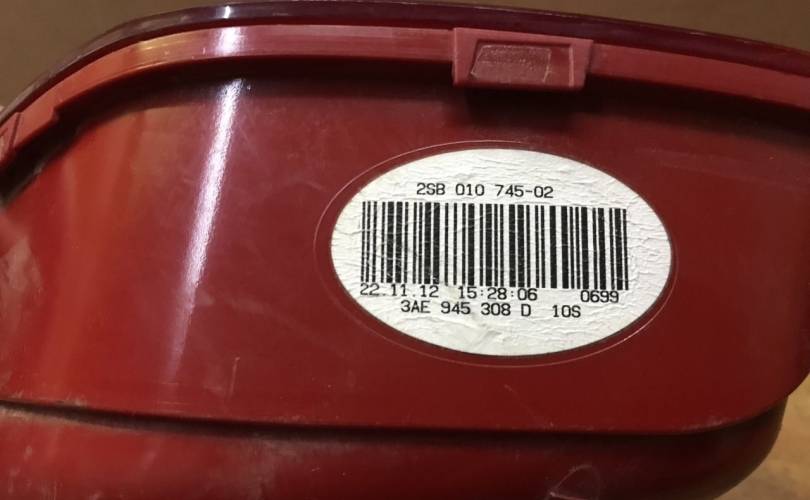 2SB 010 745-02
22.11.12 15:28:06 0699
3AE 945 308 D 10S